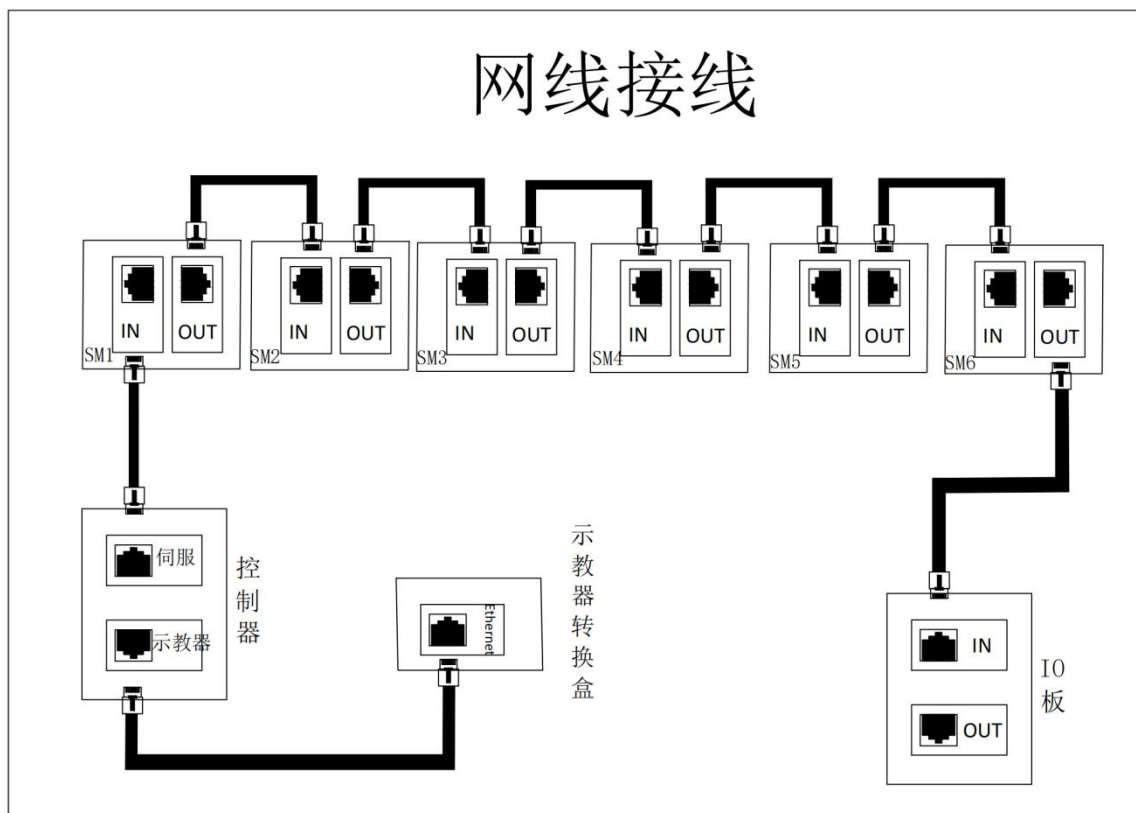 网线接线
IN OUT
SM1
IN OUT
SM2
IN OUT
SM3
IN OUT
SM4
IN OUT
SM5
IN OUT
SM6
伺服
示教器
控制器
Ethernet
示教器转换盒
IN
OUT
IO板